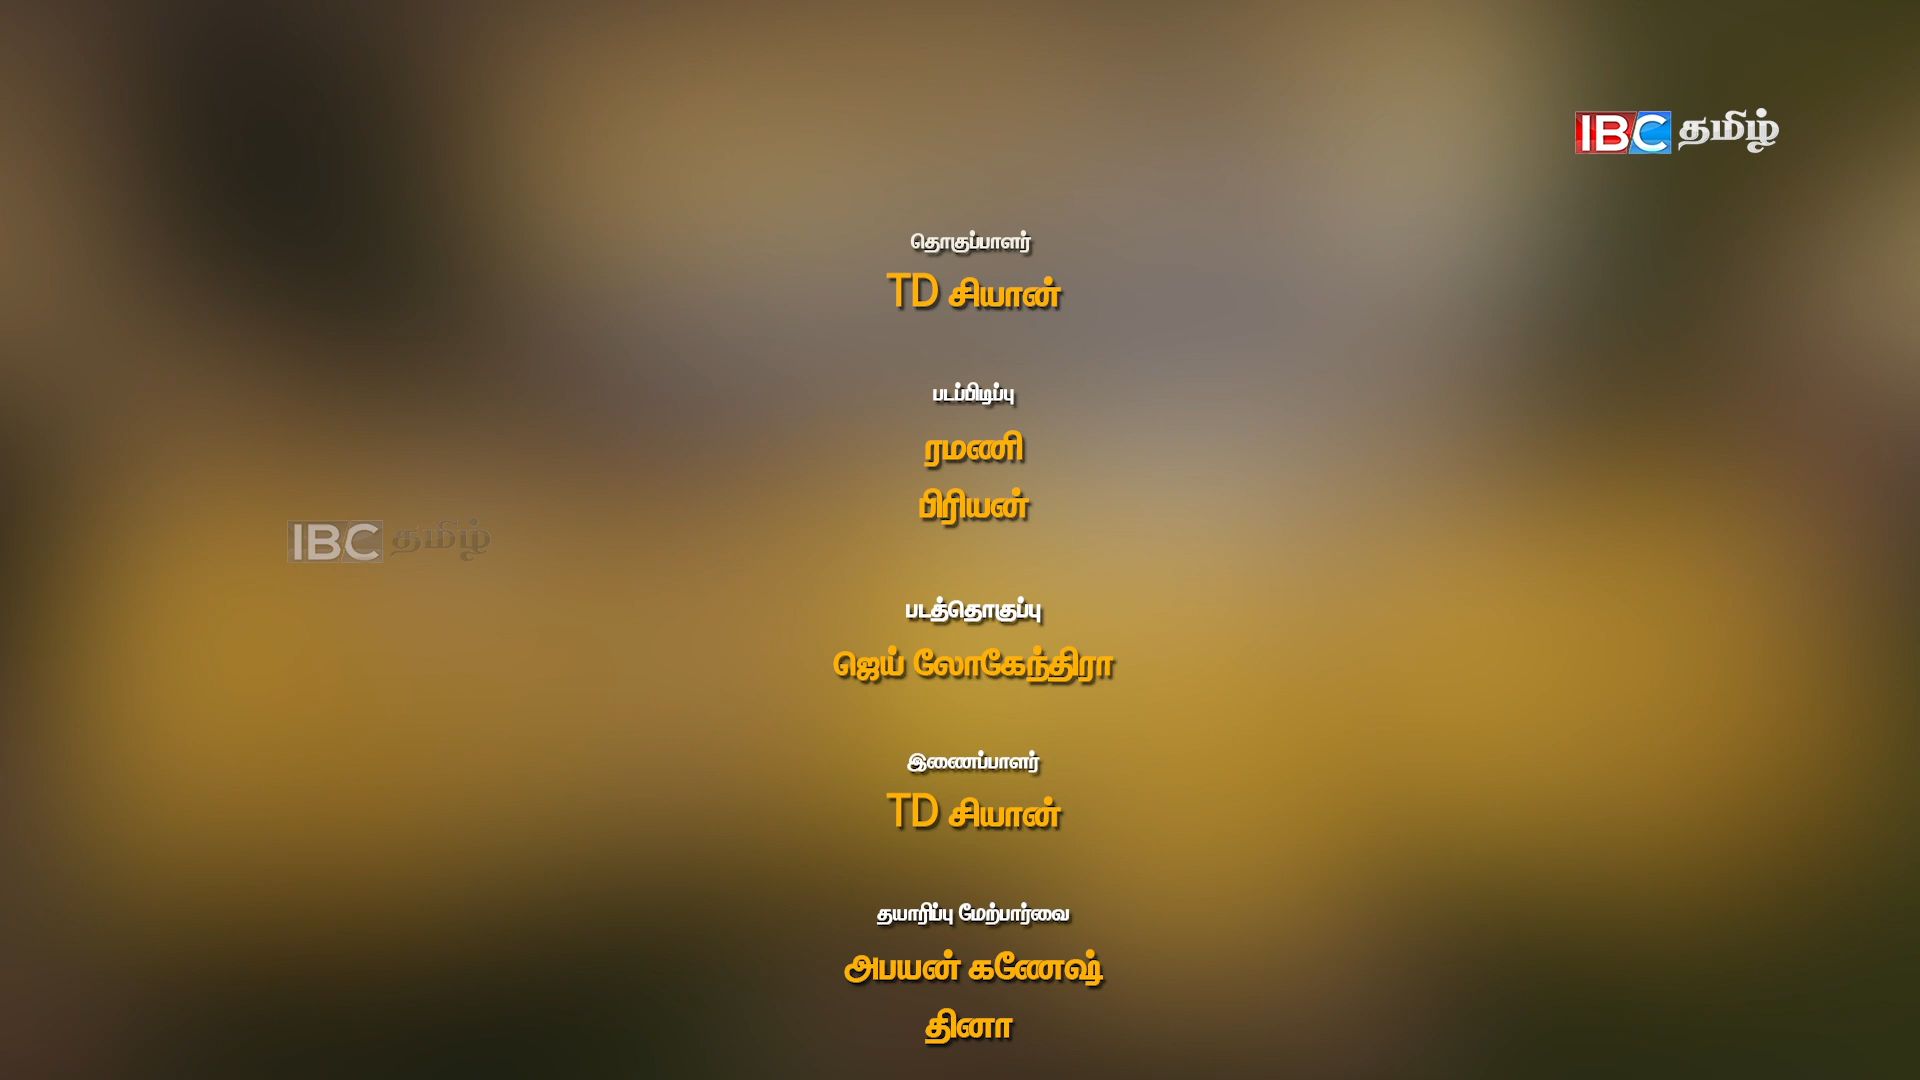 IBC தமிழ்
தொகுப்பாளர்
TD சியான்
படப்பிடிப்பு
ரமணி
பிரியன்
IBC தமிழ்
படத்தொகுப்பு
ஜெய் லோகேந்திரா
இணைப்பாளர்
TD சியான்
தயாரிப்பு மேற்பார்வை
அபயன் கணேஷ்
தினா